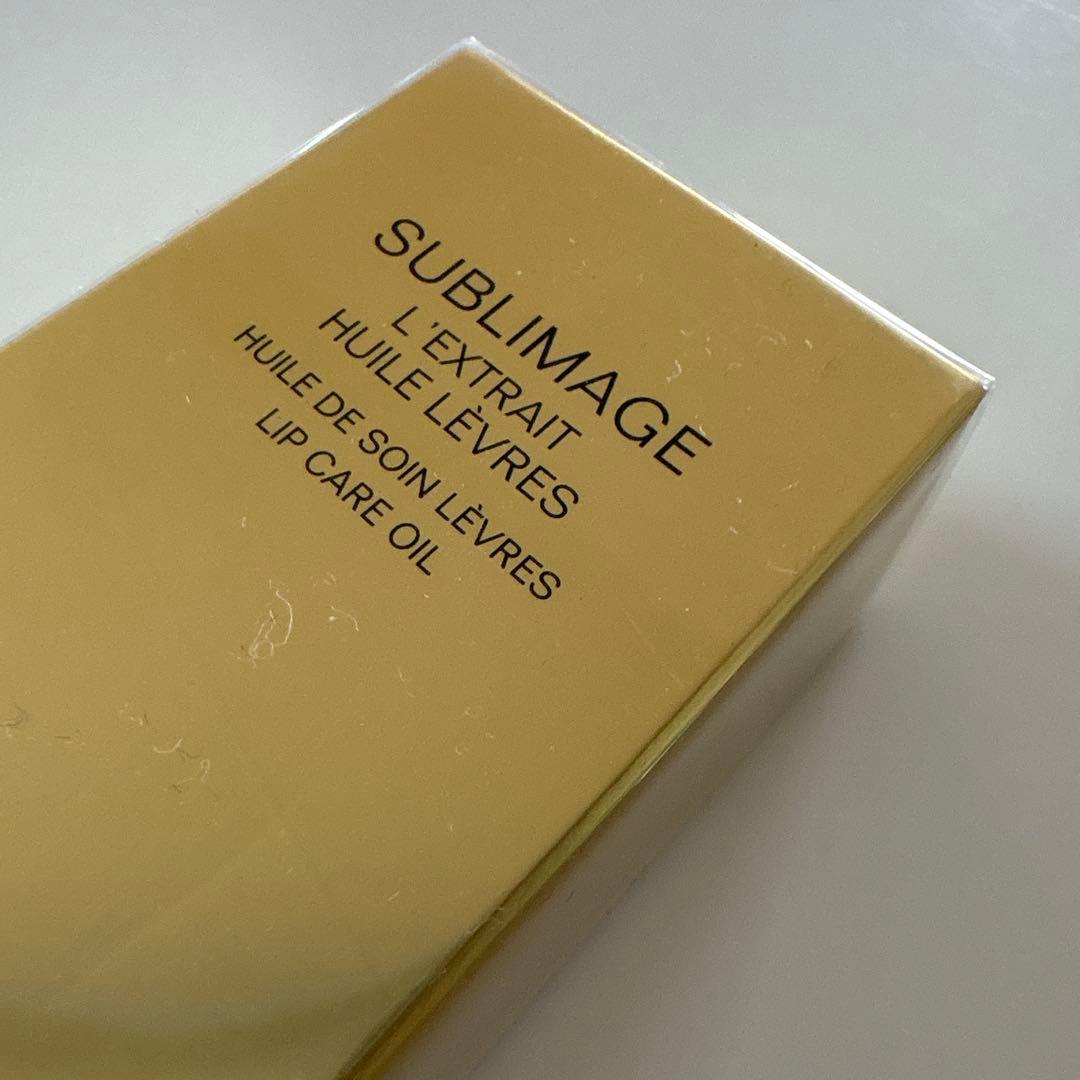 SUBLIMAGE
L'EXTRAIT
HUILE LÈVRES
HUILE DE SOIN LÈVRES
LIP CARE OIL